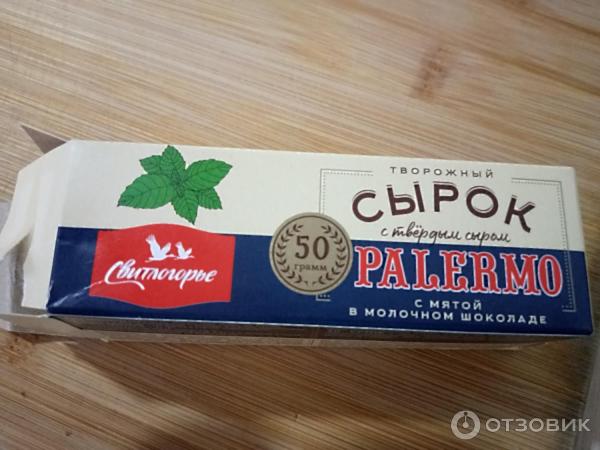 ТВОРОЖНЫЙ
СЫРОК
с твёрдым сыром
PALERMO
С МЯТОЙ
В МОЛОЧНОМ ШОКОЛАДЕ
50
грамм
Свитлогорье
ОТЗОВИК